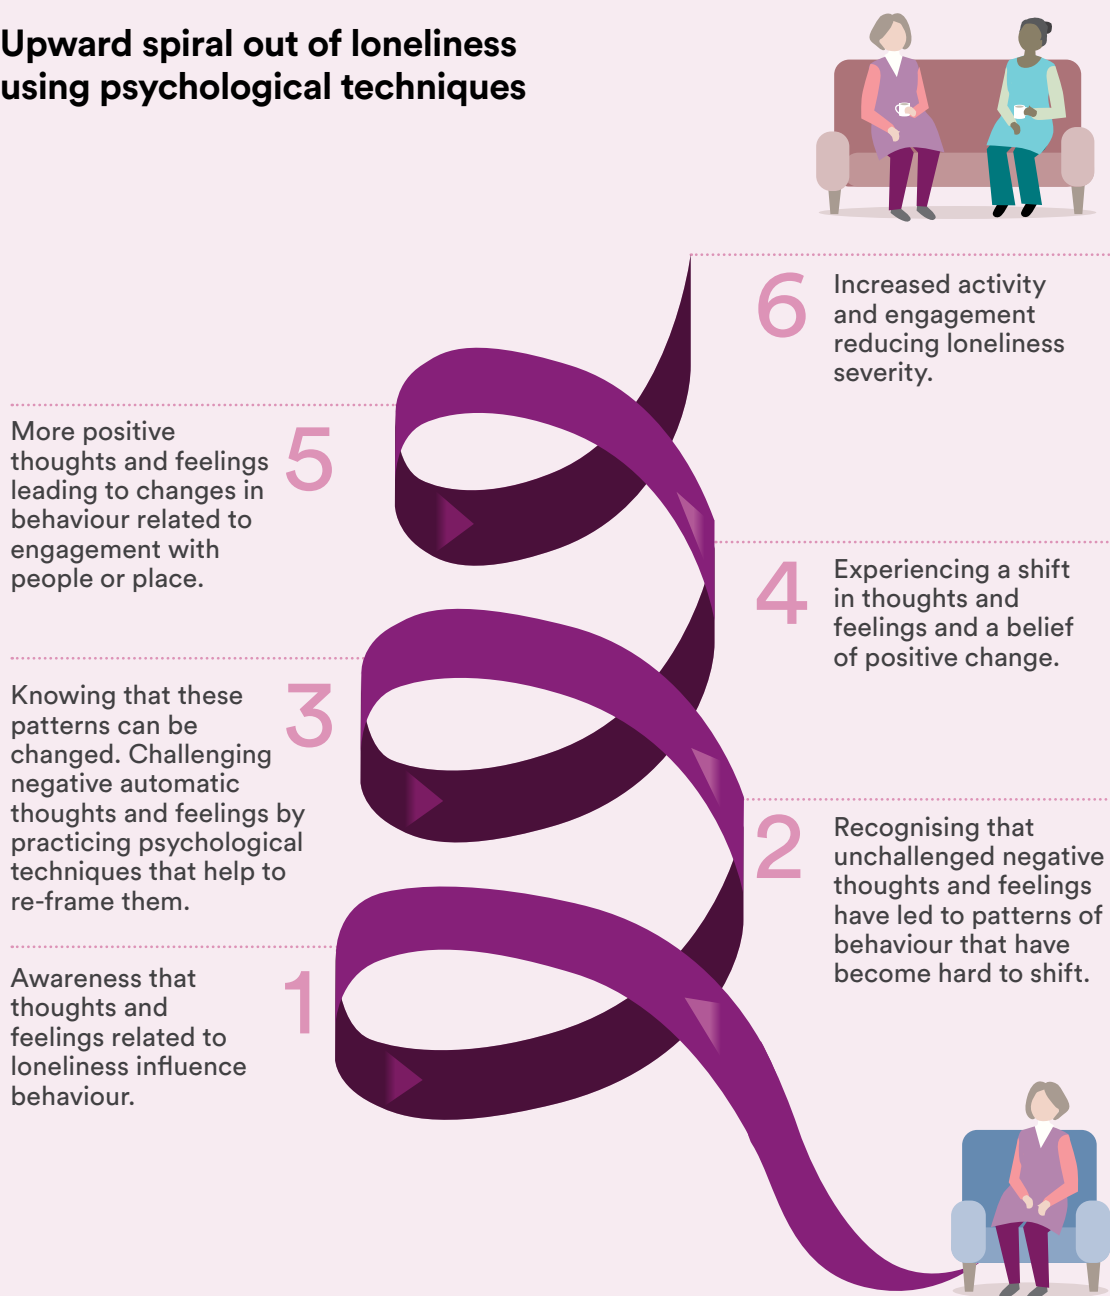 Upward spiral out of loneliness
using psychological techniques
6
Increased activity
and engagement
reducing loneliness
severity.
5
More positive
thoughts and feelings
leading to changes in
behaviour related to
engagement with
people or place.
4
Experiencing a shift
in thoughts and
feelings and a belief
of positive change.
3
Knowing that these
patterns can be
changed. Challenging
negative automatic
thoughts and feelings by
practicing psychological
techniques that help to
re-frame them.
2
Recognising that
unchallenged negative
thoughts and feelings
have led to patterns of
behaviour that have
become hard to shift.
1
Awareness that
thoughts and
feelings related to
loneliness influence
behaviour.